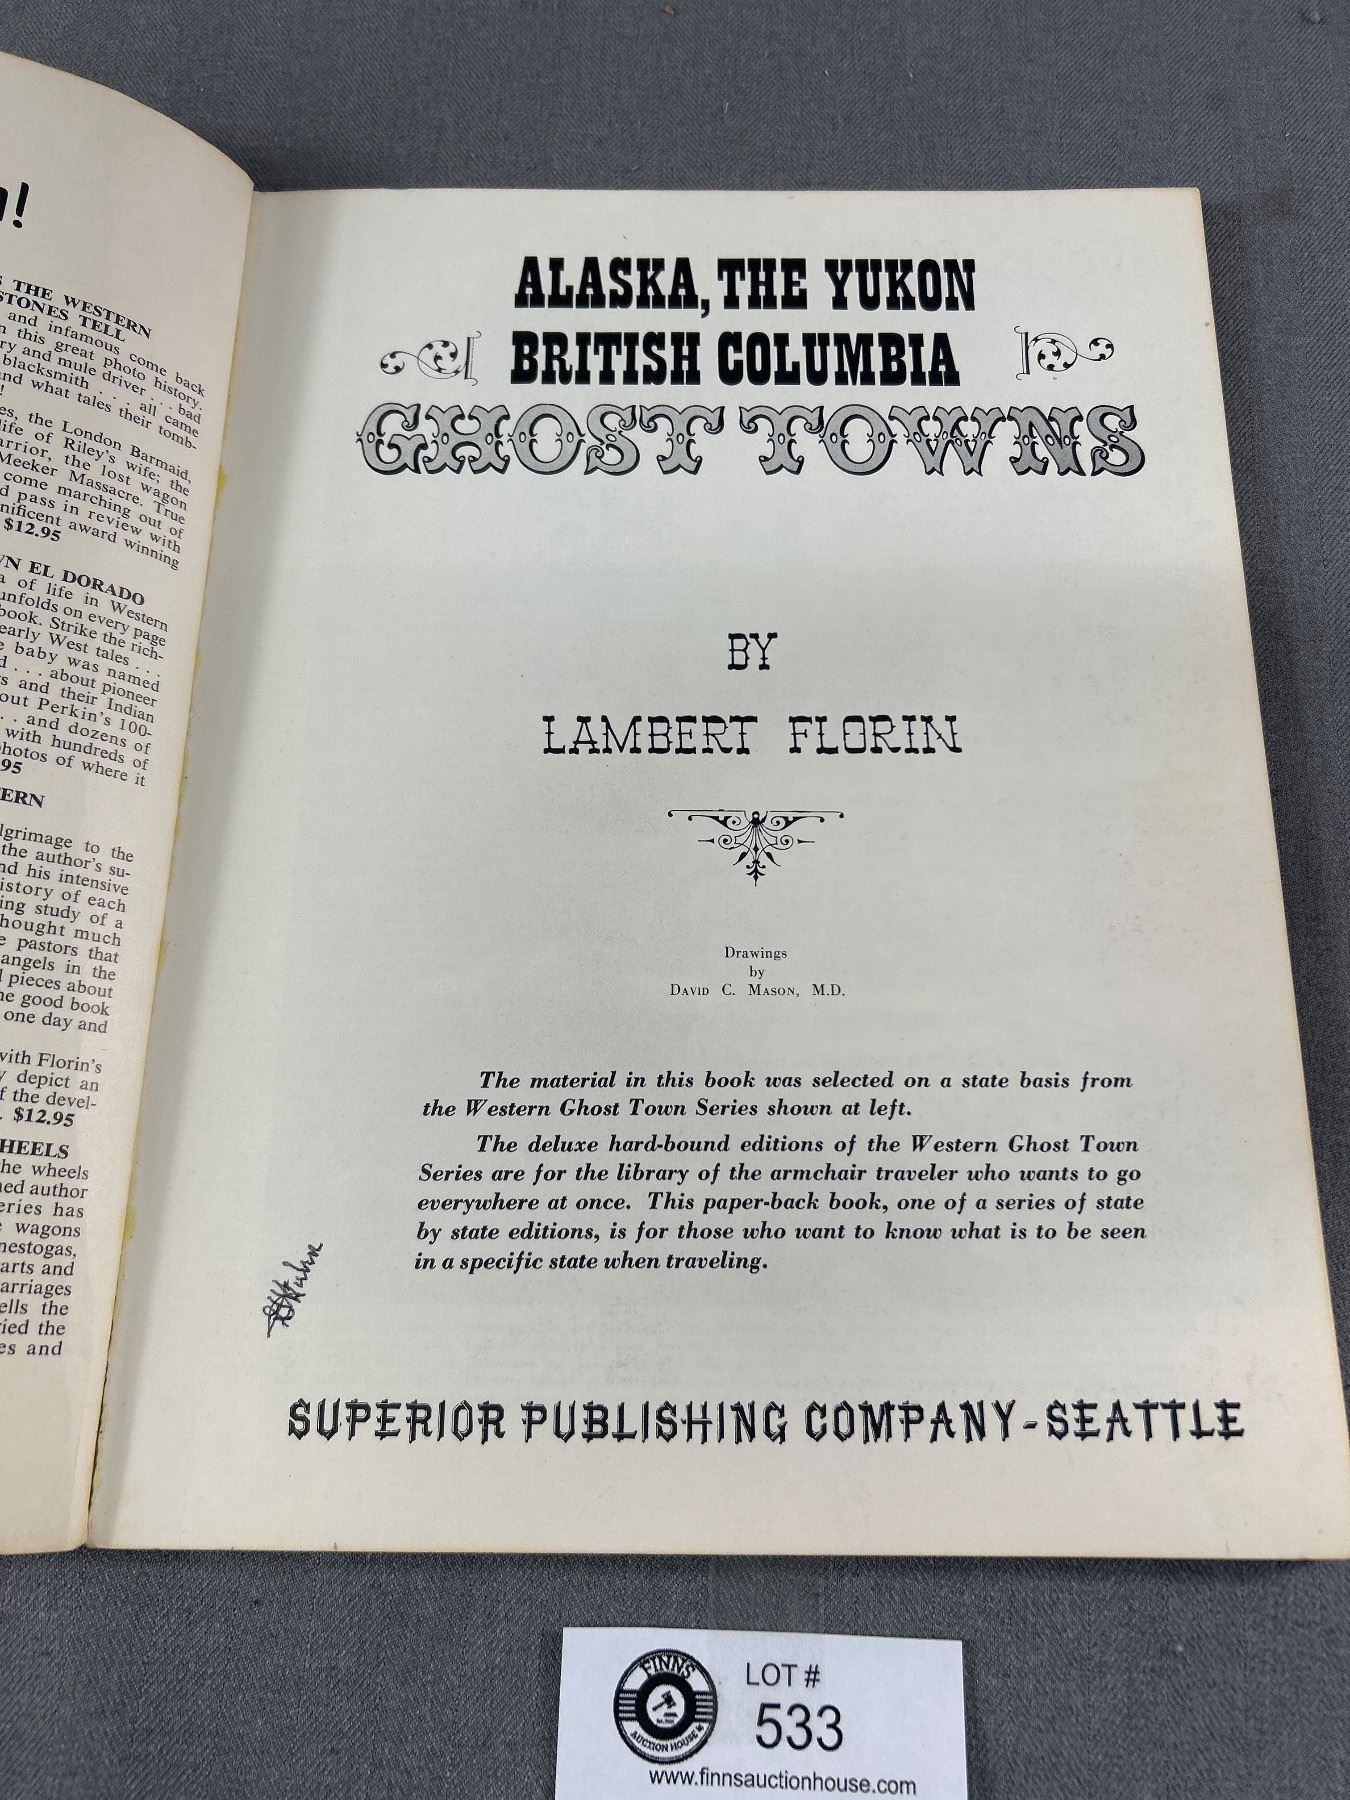 n!
THE WESTERN
STONES TELL
and infamous come back
this great photo history.
ry and mule driver . . . bad
blacksmith . . . all came
and what tales their tomb-
the London Barmaid,
life of Riley's wife; the
arrior, the lost wagon
Meeker Massacre. True
come marching out of
d pass in review with
nificent award winning
$12.95
WN EL DORADO
a of life in Western
unfolds on every page
book. Strike the rich-
early West tales . . .
e baby was named
d . . . about pioneer
s and their Indian
out Perkin's 100-
. . and dozens of
with hundreds of
photos of where it
.95
ERN
lgrimage to the
the author's su-
nd his intensive
istory of each
ing study of a
hought much
e pastors that
angels in the
l pieces about
he good book
one day and
with Florin's
y depict an
f the devel-
. $12.95
HEELS
he wheels
ned author
eries has
e wagons
nestogas,
arts and
arriages
ells the
ied the
es and
ALASKA, THE YUKON
BRITISH COLUMBIA
GHOST TOWNS
BY
LAMBERT FLORIN
Drawings
by
DAVID C. MASON, M.D.
The material in this book was selected on a state basis from
the Western Ghost Town Series shown at left.
The deluxe hard-bound editions of the Western Ghost Town
Series are for the library of the armchair traveler who wants to go
everywhere at once. This paper-back book, one of a series of state
by state editions, is for those who want to know what is to be seen
in a specific state when traveling.
SUPERIOR PUBLISHING COMPANY-SEATTLE
FINNS
AUCTION HOUSE
LOT #
533
www.finnsauctionhouse.com